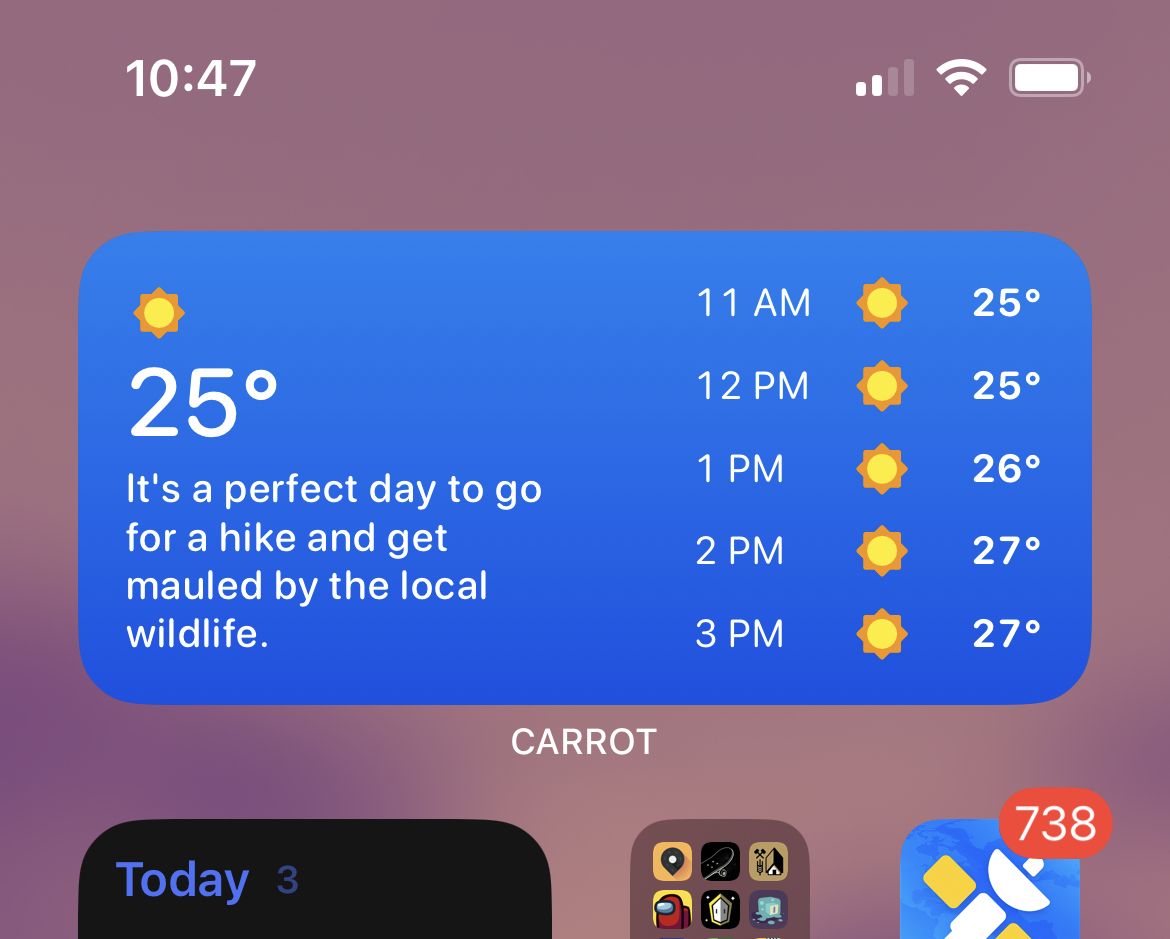 10:47
25°
It's a perfect day to go
for a hike and get
mauled by the local
wildlife.
11 AM 25°
12 PM 25°
1 PM 26°
2 PM 27°
3 PM 27°
CARROT
738
Today 3